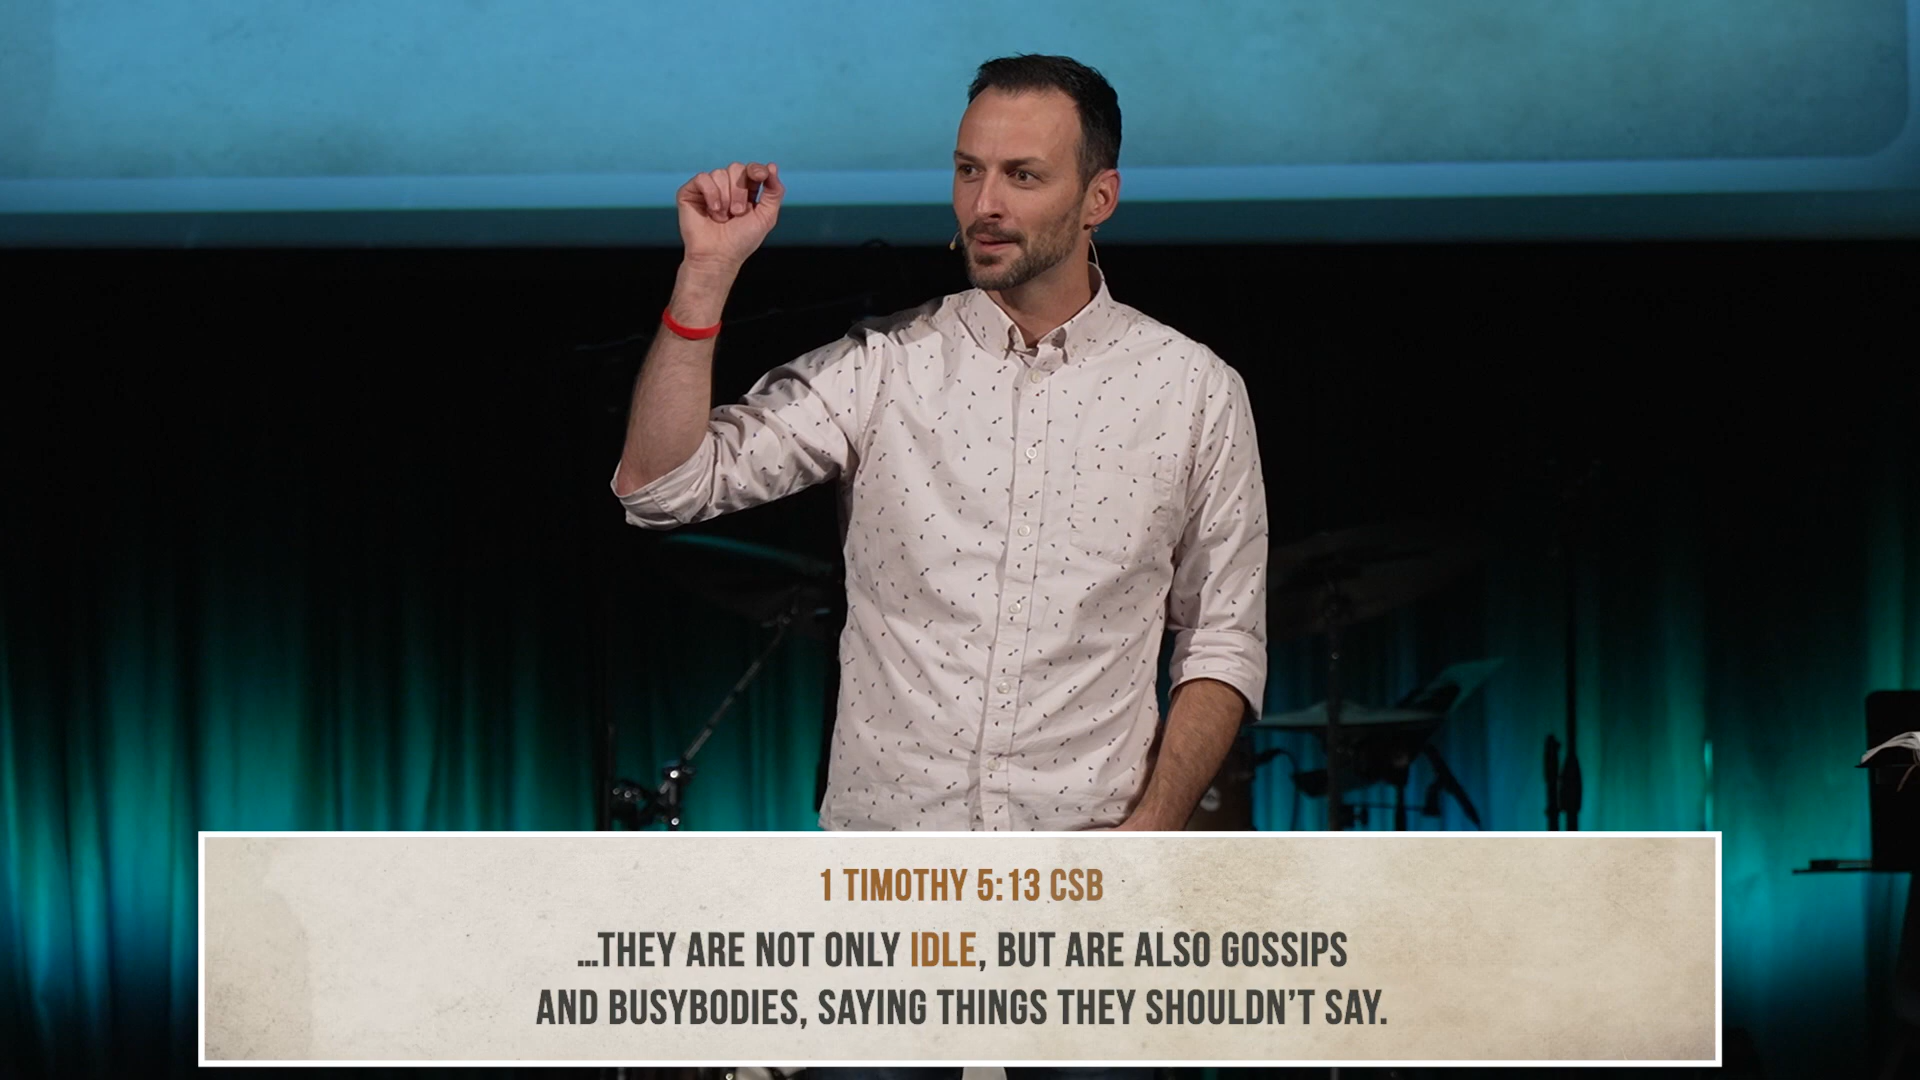 1 TIMOTHY 5:13 CSB
...THEY ARE NOT ONLY IDLE, BUT ARE ALSO GOSSIPS
AND BUSYBODIES, SAYING THINGS THEY SHOULDN’T SAY.